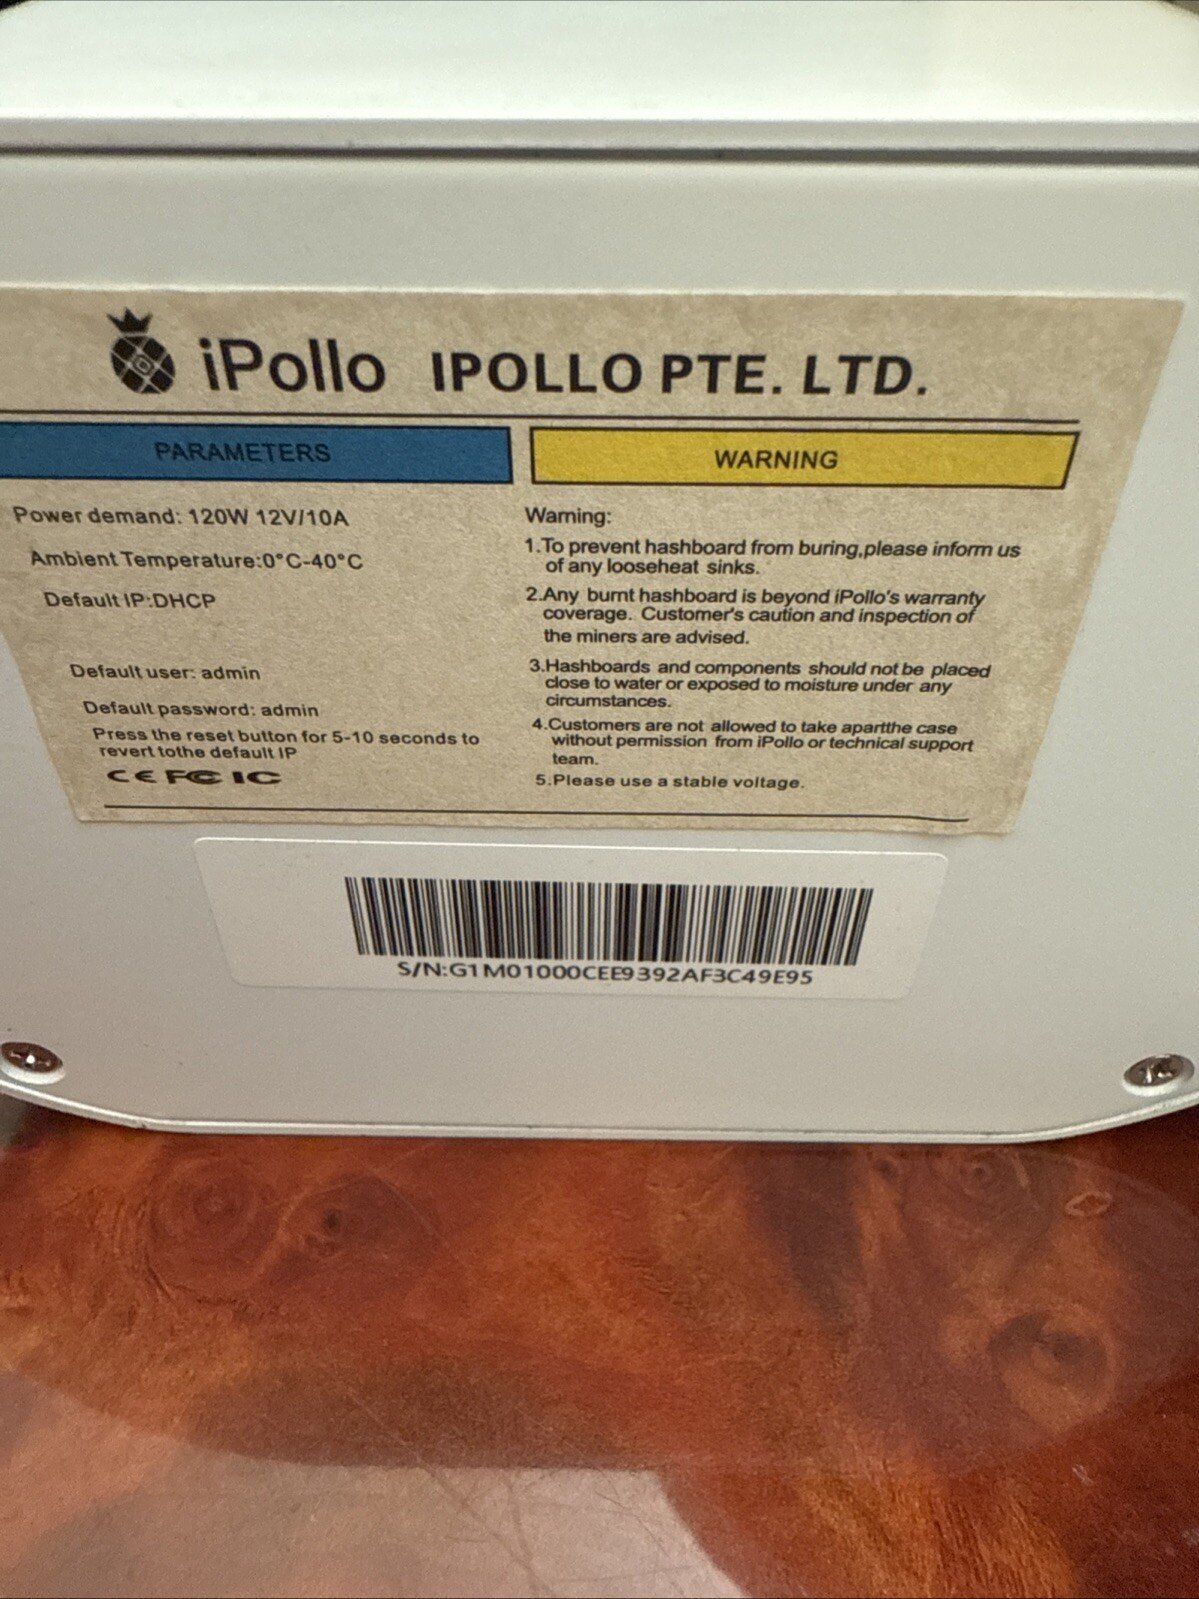 iPollo IPOLLO PTE. LTD.
PARAMETERS
Power demand: 120W 12V/10A
Ambient Temperature:0°C-40°C
Default IP:DHCP
Default user: admin
Default password: admin
Press the reset button for 5-10 seconds to
revert tothe default IP
CE FC IC
WARNING
Warning:
1.To prevent hashboard from buring,please inform us
of any looseheat sinks.
2.Any burnt hashboard is beyond iPollo's warranty
coverage. Customer's caution and inspection of
the miners are advised.
3.Hashboards and components should not be placed
close to water or exposed to moisture under any
circumstances.
4.Customers are not allowed to take apartthe case
without permission from iPollo or technical support
team.
5.Please use a stable voltage.
S/N:G1M01000CEE9392AF3C49E95